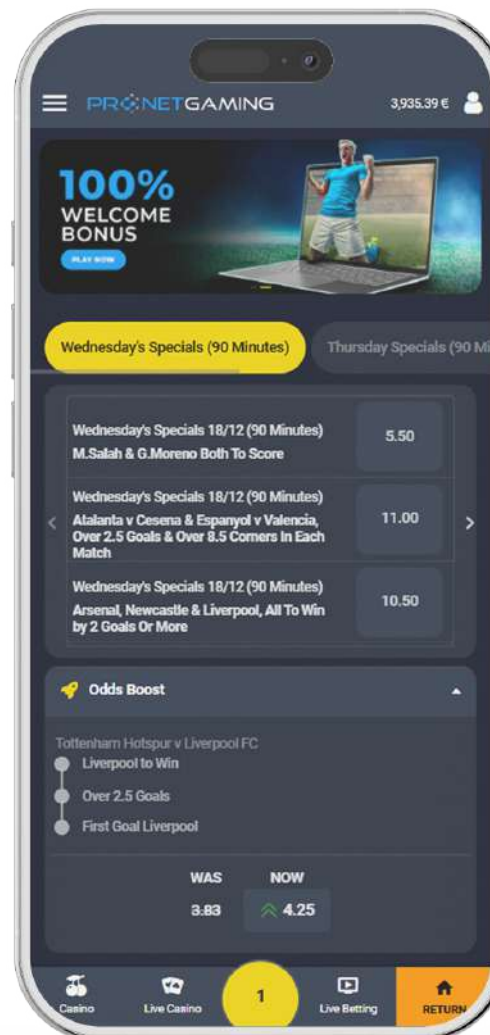 PRONETGAMING
3,935.39 €
100%
WELCOME
BONUS
PLAY NOW
Wednesday's Specials (90 Minutes)
Thursday Specials (90 Mi
Wednesday's Specials 18/12 (90 Minutes)
M.Salah & G.Moreno Both To Score
5.50
Wednesday's Specials 18/12 (90 Minutes)
Atalanta v Cesena & Espanyol v Valencia,
Over 2.5 Goals & Over 8.5 Corners In Each
Match
11.00
Wednesday's Specials 18/12 (90 Minutes)
Arsenal, Newcastle & Liverpool, All To Win
by 2 Goals Or More
10.50
Odds Boost
Tottenham Hotspur v Liverpool FC
Liverpool to Win
Over 2.5 Goals
First Goal Liverpool
WAS NOW
3.83 4.25
Casino
Live Casino
1
Live Betting
RETURN